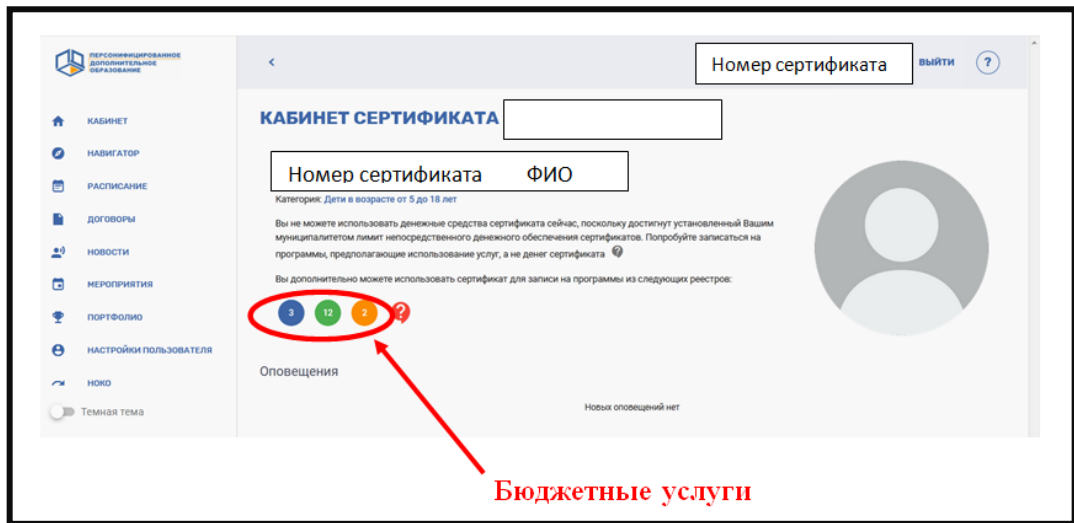 ПЕРСОНИФИЦИРОВАННОЕ
ДОПОЛНИТЕЛЬНОЕ
ОБРАЗОВАНИЕ
<
Номер сертификата
ВЫЙТИ
?
КАБИНЕТ
НАВИГАТОР
РАСПИСАНИЕ
ДОГОВОРЫ
НОВОСТИ
МЕРОПРИЯТИЯ
ПОРТФОЛИО
НАСТРОЙКИ ПОЛЬЗОВАТЕЛЯ
НОКО
Темная тема
КАБИНЕТ СЕРТИФИКАТА
Номер сертификата ФИО
Категория: Дети в возрасте от 5 до 18 лет
Вы не можете использовать денежные средства сертификата сейчас, поскольку достигнут установленный Вашим
муниципалитетом лимит непосредственного денежного обеспечения сертификатов. Попробуйте записаться на
программы, предполагающие использование услуг, а не денег сертификата ?
Вы дополнительно можете использовать сертификат для записи на программы из следующих реестров:
3 12 2 ?
Оповещения
Новых оповещений нет
Бюджетные услуги